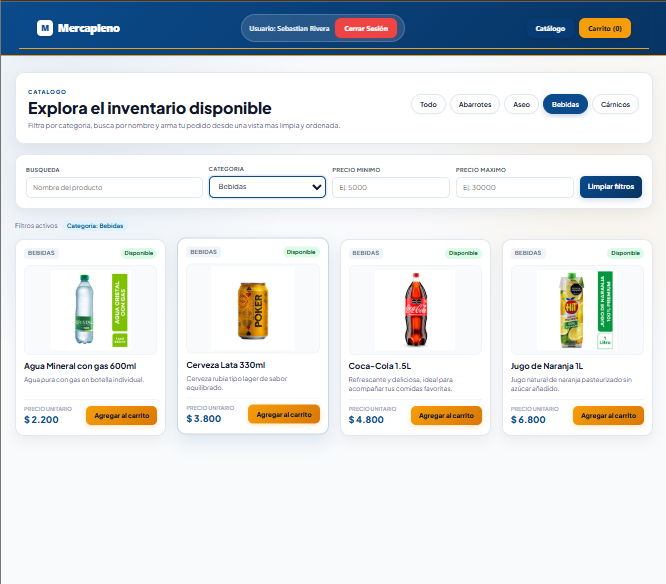 M Mercapleno
Usuario: Sebastian Rivera
Cerrar Sesión
Catálogo
Carrito (0)
CATALOGO
Explora el inventario disponible
Filtra por categoria, busca por nombre y arma tu pedido desde una vista mas limpia y ordenada.
Todo
Abarrotes
Aseo
Bebidas
Cárnicos
BUSQUEDA
Nombre del producto
CATEGORIA
Bebidas
PRECIO MINIMO
Ej. 5000
PRECIO MAXIMO
Ej. 30000
Limpiar filtros
Filtros activos
Categoria: Bebidas
BEBIDAS
Disponible
AGUA CRISTAL
CON GAS
Agua Mineral con gas 600ml
Agua pura con gas en botella individual.
PRECIO UNITARIO
$ 2.200
Agregar al carrito
BEBIDAS
Disponible
POKER
Cerveza Lata 330ml
Cerveza rubia tipo lager de sabor
equilibrado.
PRECIO UNITARIO
$ 3.800
Agregar al carrito
BEBIDAS
Disponible
Coca-Cola
Coca-Cola 1.5L
Refrescante y deliciosa, ideal para
acompañar tus comidas favoritas.
PRECIO UNITARIO
$ 4.800
Agregar al carrito
BEBIDAS
Disponible
Hit
JUGO DE NARANJA
100% PREMIUM
1
Litro
Jugo de Naranja 1L
Jugo natural de naranja pasteurizado sin
azúcar añadido.
PRECIO UNITARIO
$ 6.800
Agregar al carrito